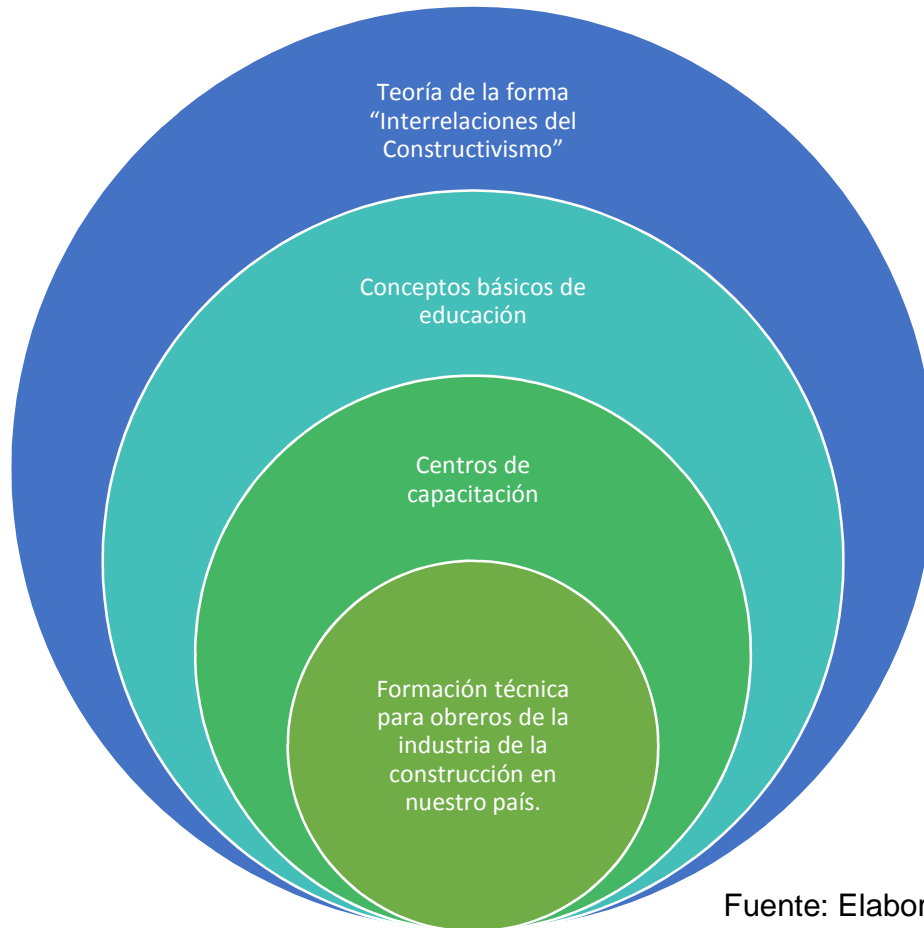 Teoría de la forma
“Interrelaciones del
Constructivismo”
Conceptos básicos de
educación
Centros de
capacitación
Formación técnica
para obreros de la
industria de la
construcción en
nuestro país.
Fuente: Elabor